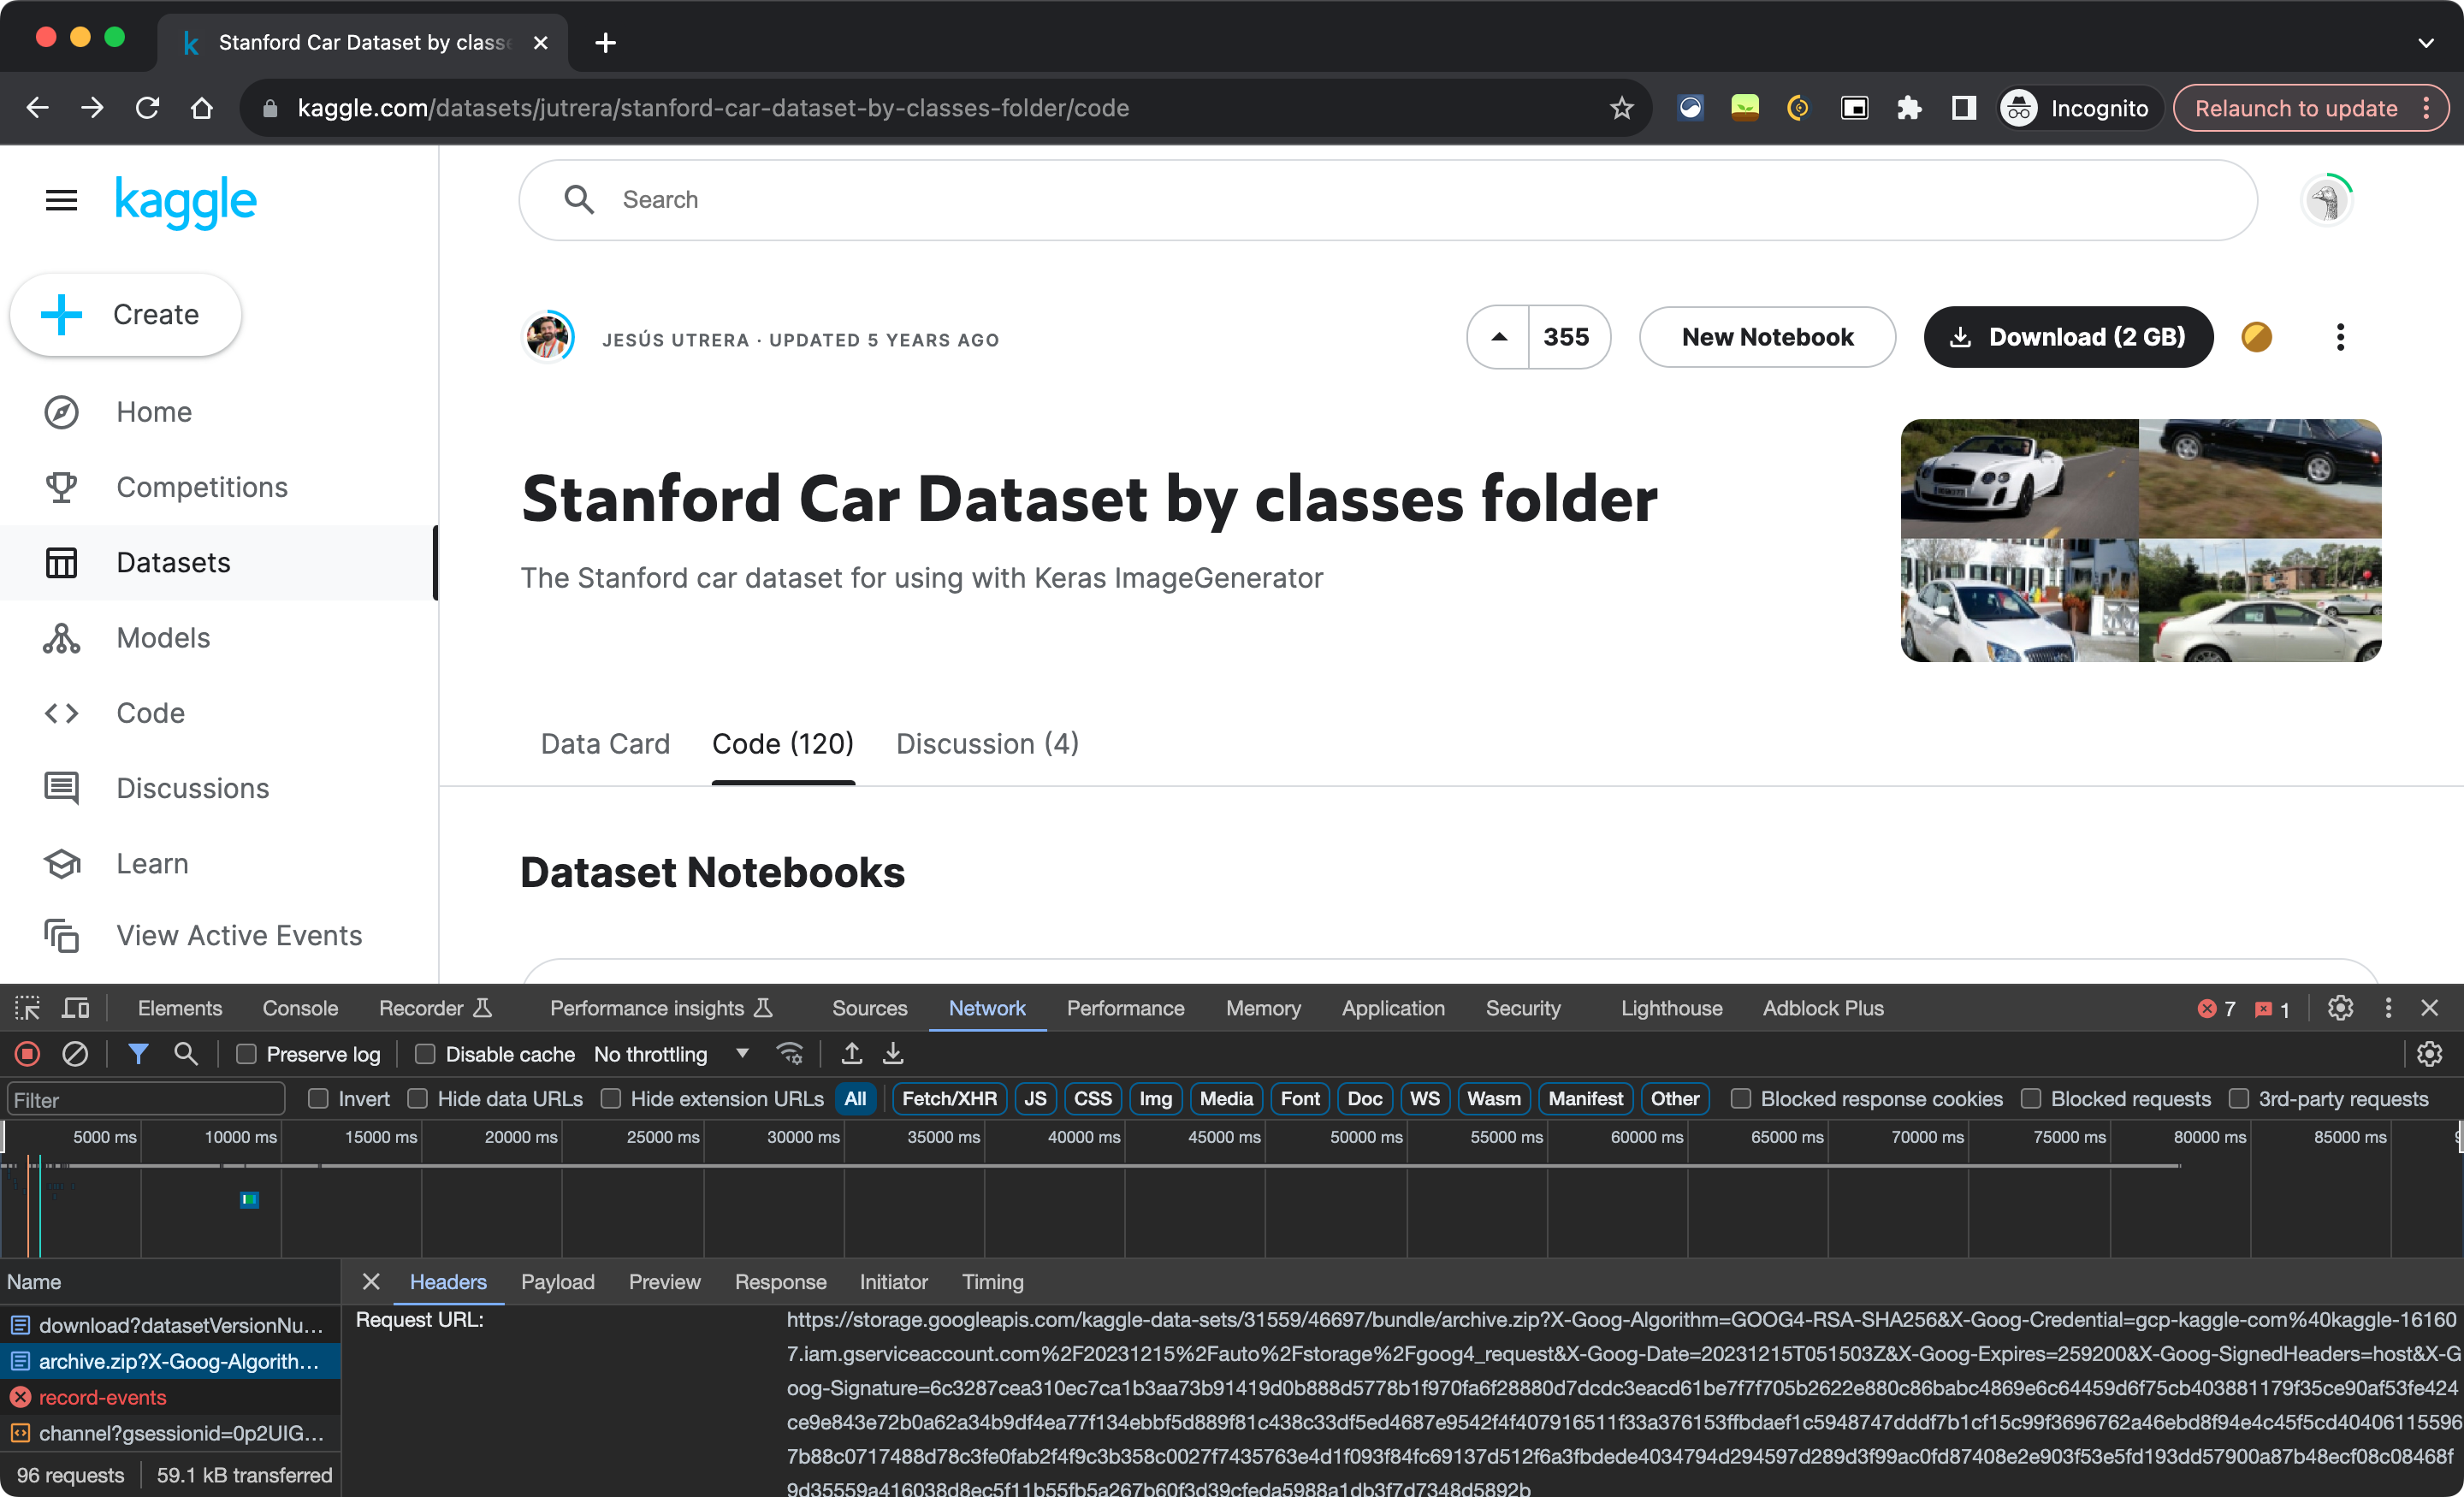 Stanford Car Dataset by classe
kaggle.com/datasets/jutrera/stanford-car-dataset-by-classes-folder/code
Incognito
Relaunch to update
kaggle
Search
Create
JESÚS UTRERA · UPDATED 5 YEARS AGO
355
New Notebook
Download (2 GB)
Home
Competitions
Datasets
Models
Code
Discussions
Learn
View Active Events
Stanford Car Dataset by classes folder
The Stanford car dataset for using with Keras ImageGenerator
Data Card
Code (120)
Discussion (4)
Dataset Notebooks
Elements
Console
Recorder
Performance insights
Sources
Network
Performance
Memory
Application
Security
Lighthouse
Adblock Plus
7
1
Preserve log
Disable cache
No throttling
Filter
Invert
Hide data URLs
Hide extension URLs
All
Fetch/XHR
JS
CSS
Img
Media
Font
Doc
WS
Wasm
Manifest
Other
Blocked response cookies
Blocked requests
3rd-party requests
5000 ms
10000 ms
15000 ms
20000 ms
25000 ms
30000 ms
35000 ms
40000 ms
45000 ms
50000 ms
55000 ms
60000 ms
65000 ms
70000 ms
75000 ms
80000 ms
85000 ms
Name
Headers
Payload
Preview
Response
Initiator
Timing
download?datasetVersionNu...
archive.zip?X-Goog-Algorith...
record-events
channel?gsessionid=0p2UIG...
96 requests
59.1 kB transferred
Request URL:
https://storage.googleapis.com/kaggle-data-sets/31559/46697/bundle/archive.zip?X-Goog-Algorithm=GOOG4-RSA-SHA256&X-Goog-Credential=gcp-kaggle-com%40kaggle-16160
7.iam.gserviceaccount.com%2F20231215%2Fauto%2Fstorage%2Fgoog4_request&X-Goog-Date=20231215T051503Z&X-Goog-Expires=259200&X-Goog-SignedHeaders=host&X-G
oog-Signature=6c3287cea310ec7ca1b3aa73b91419d0b888d5778b1f970fa6f28880d7dcdc3eacd61be7f7f705b2622e880c86babc4869e6c64459d6f75cb403881179f35ce90af53fe424
ce9e843e72b0a62a34b9df4ea77f134ebbf5d889f81c438c33df5ed4687e9542f4f407916511f33a376153ffbdaef1c5948747dddf7b1cf15c99f3696762a46ebd8f94e4c45f5cd40406115596
7b88c0717488d78c3fe0fab2f4f9c3b358c0027f7435763e4d1f093f84fc69137d512f6a3fbdede4034794d294597d289d3f99ac0fd87408e2e903f53e5fd193dd57900a87b48ecf08c08468f
9d35559a416038d8ec5f11b55fb5a267b60f3d39cfeda5988a1db3f7d7348d5892b